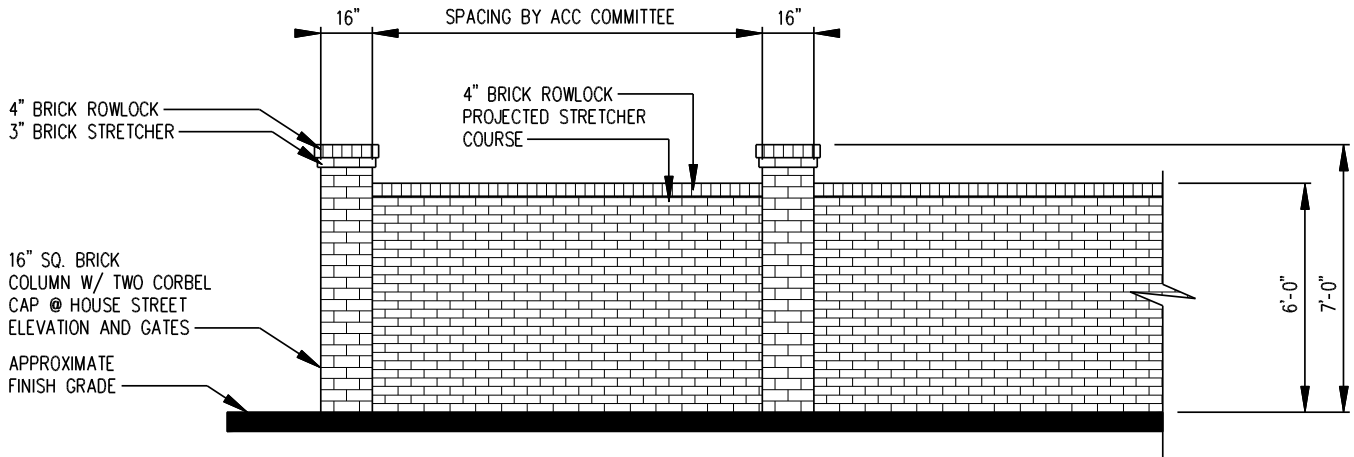 16"
SPACING BY ACC COMMITTEE
16"
4" BRICK ROWLOCK
3" BRICK STRETCHER
4" BRICK ROWLOCK
PROJECTED STRETCHER
COURSE
16" SQ. BRICK
COLUMN W/ TWO CORBEL
CAP @ HOUSE STREET
ELEVATION AND GATES
APPROXIMATE
FINISH GRADE
6'-0"
7'-0"